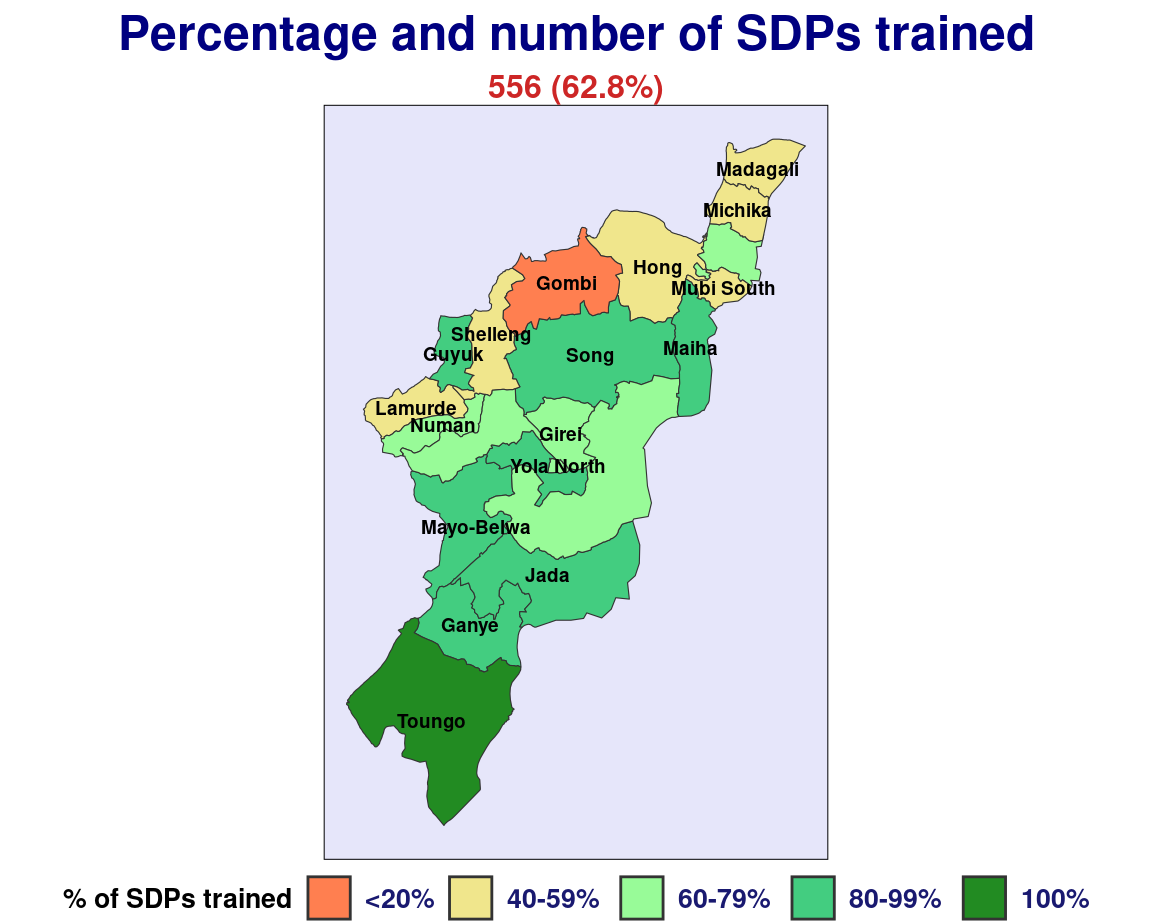 Percentage and number of SDPs trained
556 (62.8%)
Madagali
Michika
Hong
Gombi
Mubi South
Shelleng
Guyuk
Song
Maiha
Lamurde
Numan
Girei
Yola North
Mayo-Belwa
Jada
Ganye
Toungo
% of SDPs trained <20% 40-59% 60-79% 80-99% 100%